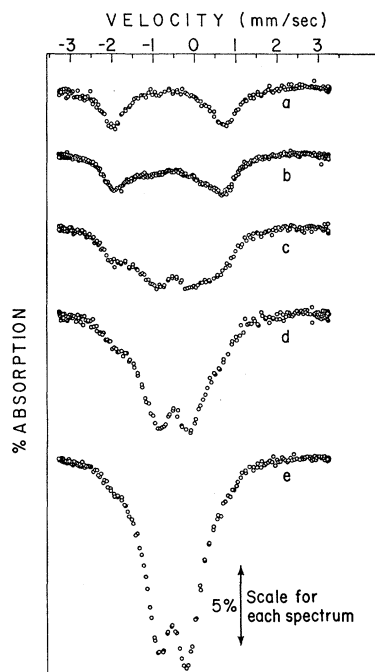 VELOCITY (mm/sec)
-3 -2 -1 0 1 2 3
a
b
c
d
e
% ABSORPTION
5% Scale for
each spectrum